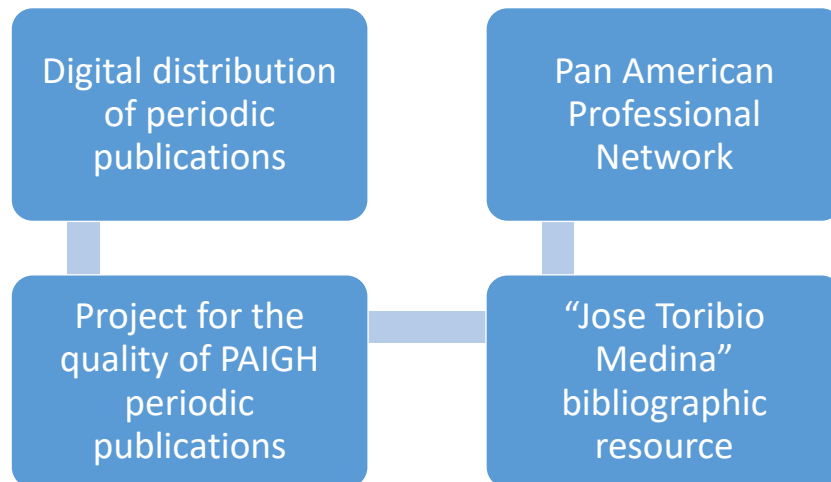 Digital distribution
of periodic
publications
Project for the
quality of PAIGH
periodic
publications
“Jose Toribio
Medina”
bibliographic
resource
Pan American
Professional
Network